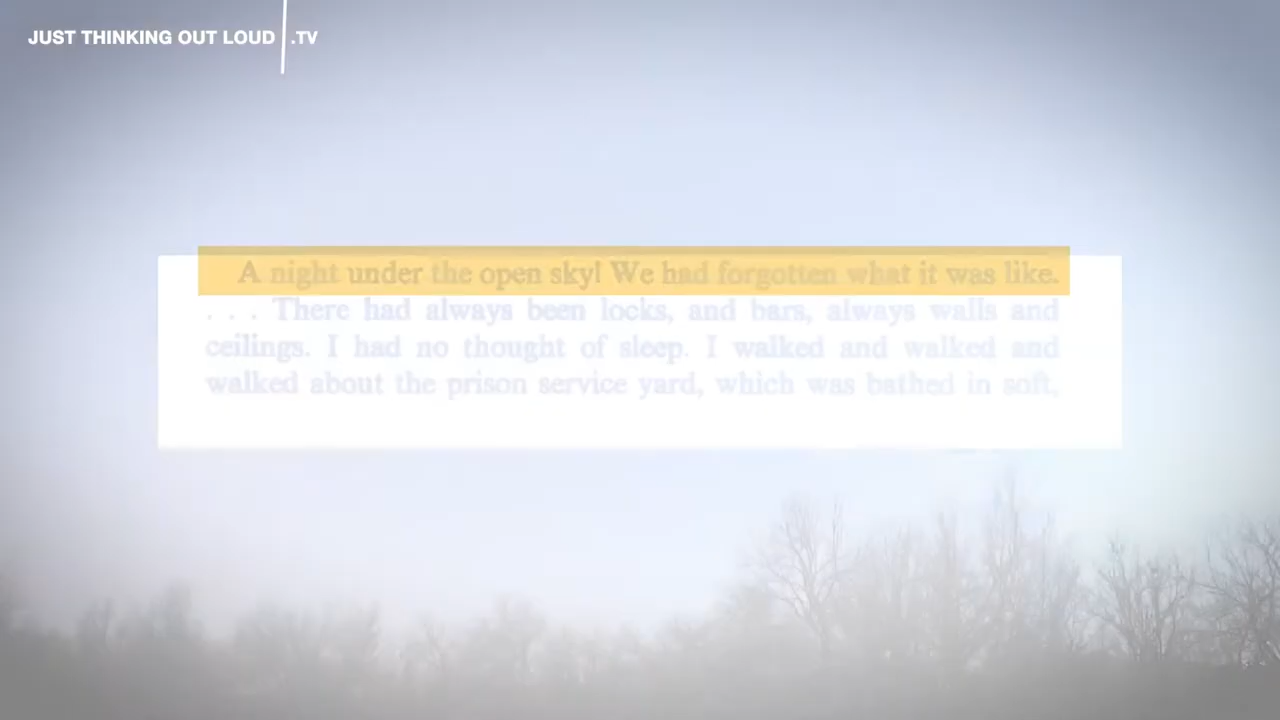 JUST THINKING OUT LOUD .TV
A night under the open sky! We had forgotten what it was like.
. . . There had always been locks, and bars, always walls and
ceilings. I had no thought of sleep. I walked and walked and
walked about the prison service yard, which was bathed in soft,